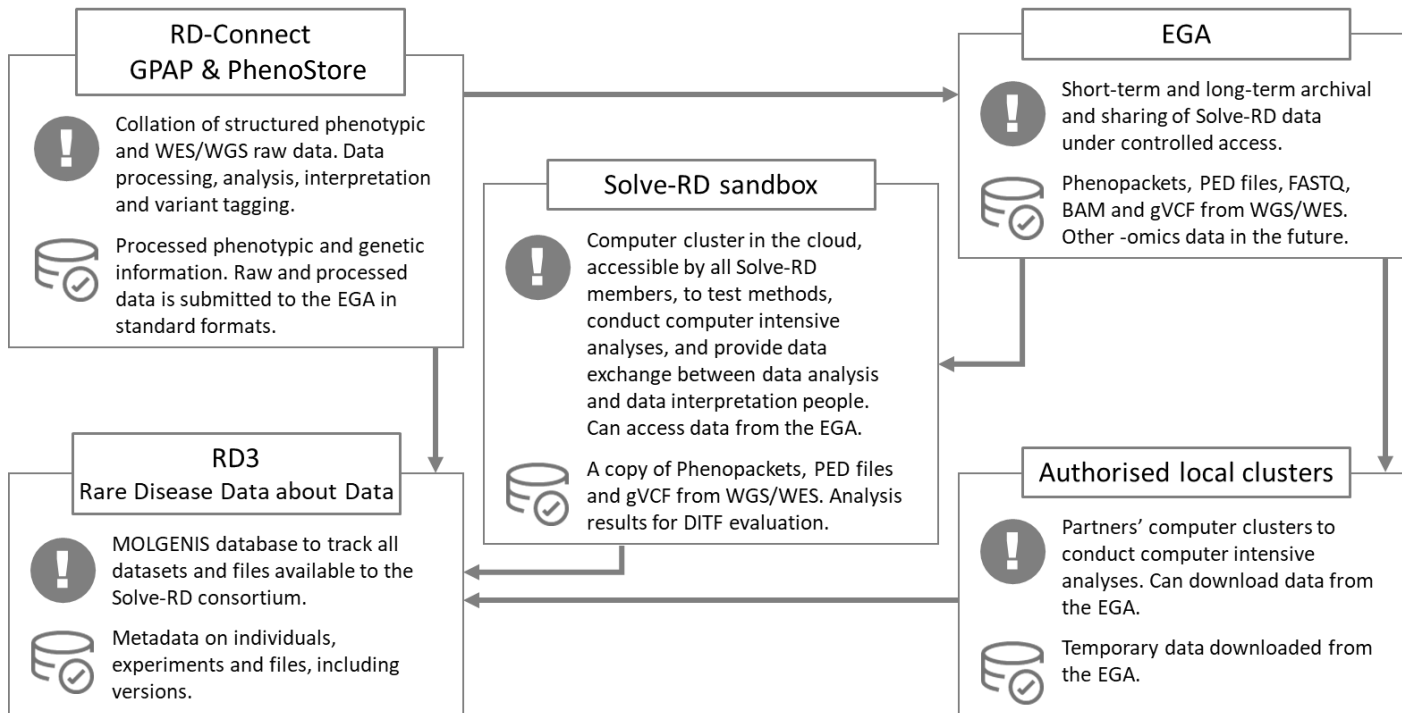 RD-Connect
GPAP & PhenoStore
Collation of structured phenotypic
and WES/WGS raw data. Data
processing, analysis, interpretation
and variant tagging.
Processed phenotypic and genetic
information. Raw and processed
data is submitted to the EGA in
standard formats.
EGA
Short-term and long-term archival
and sharing of Solve-RD data
under controlled access.
Phenopackets, PED files, FASTQ,
BAM and gVCF from WGS/WES.
Other -omics data in the future.
Solve-RD sandbox
Computer cluster in the cloud,
accessible by all Solve-RD
members, to test methods,
conduct computer intensive
analyses, and provide data
exchange between data analysis
and data interpretation people.
Can access data from the EGA.
A copy of Phenopackets, PED files
and gVCF from WGS/WES. Analysis
results for DITF evaluation.
RD3
Rare Disease Data about Data
MOLGENIS database to track all
datasets and files available to the
Solve-RD consortium.
Metadata on individuals,
experiments and files, including
versions.
Authorised local clusters
Partners’ computer clusters to
conduct computer intensive
analyses. Can download data from
the EGA.
Temporary data downloaded from
the EGA.